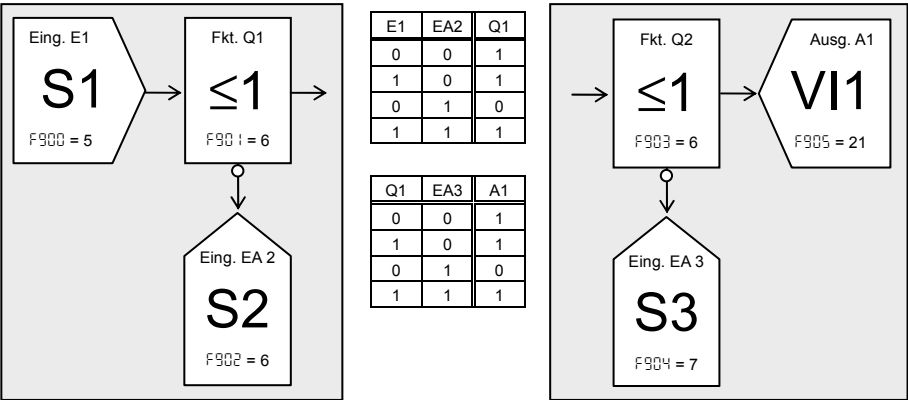 Eing. E1
S1
F900 = 5
Fkt. Q1
≤1
F901 = 6
Eing. EA 2
S2
F902 = 6
E1 EA2 Q1
0 0 1
1 0 1
0 1 0
1 1 1
Q1 EA3 A1
0 0 1
1 0 1
0 1 0
1 1 1
Fkt. Q2
≤1
F903 = 6
Ausg. A1
VI1
F905 = 21
Eing. EA 3
S3
F904 = 7